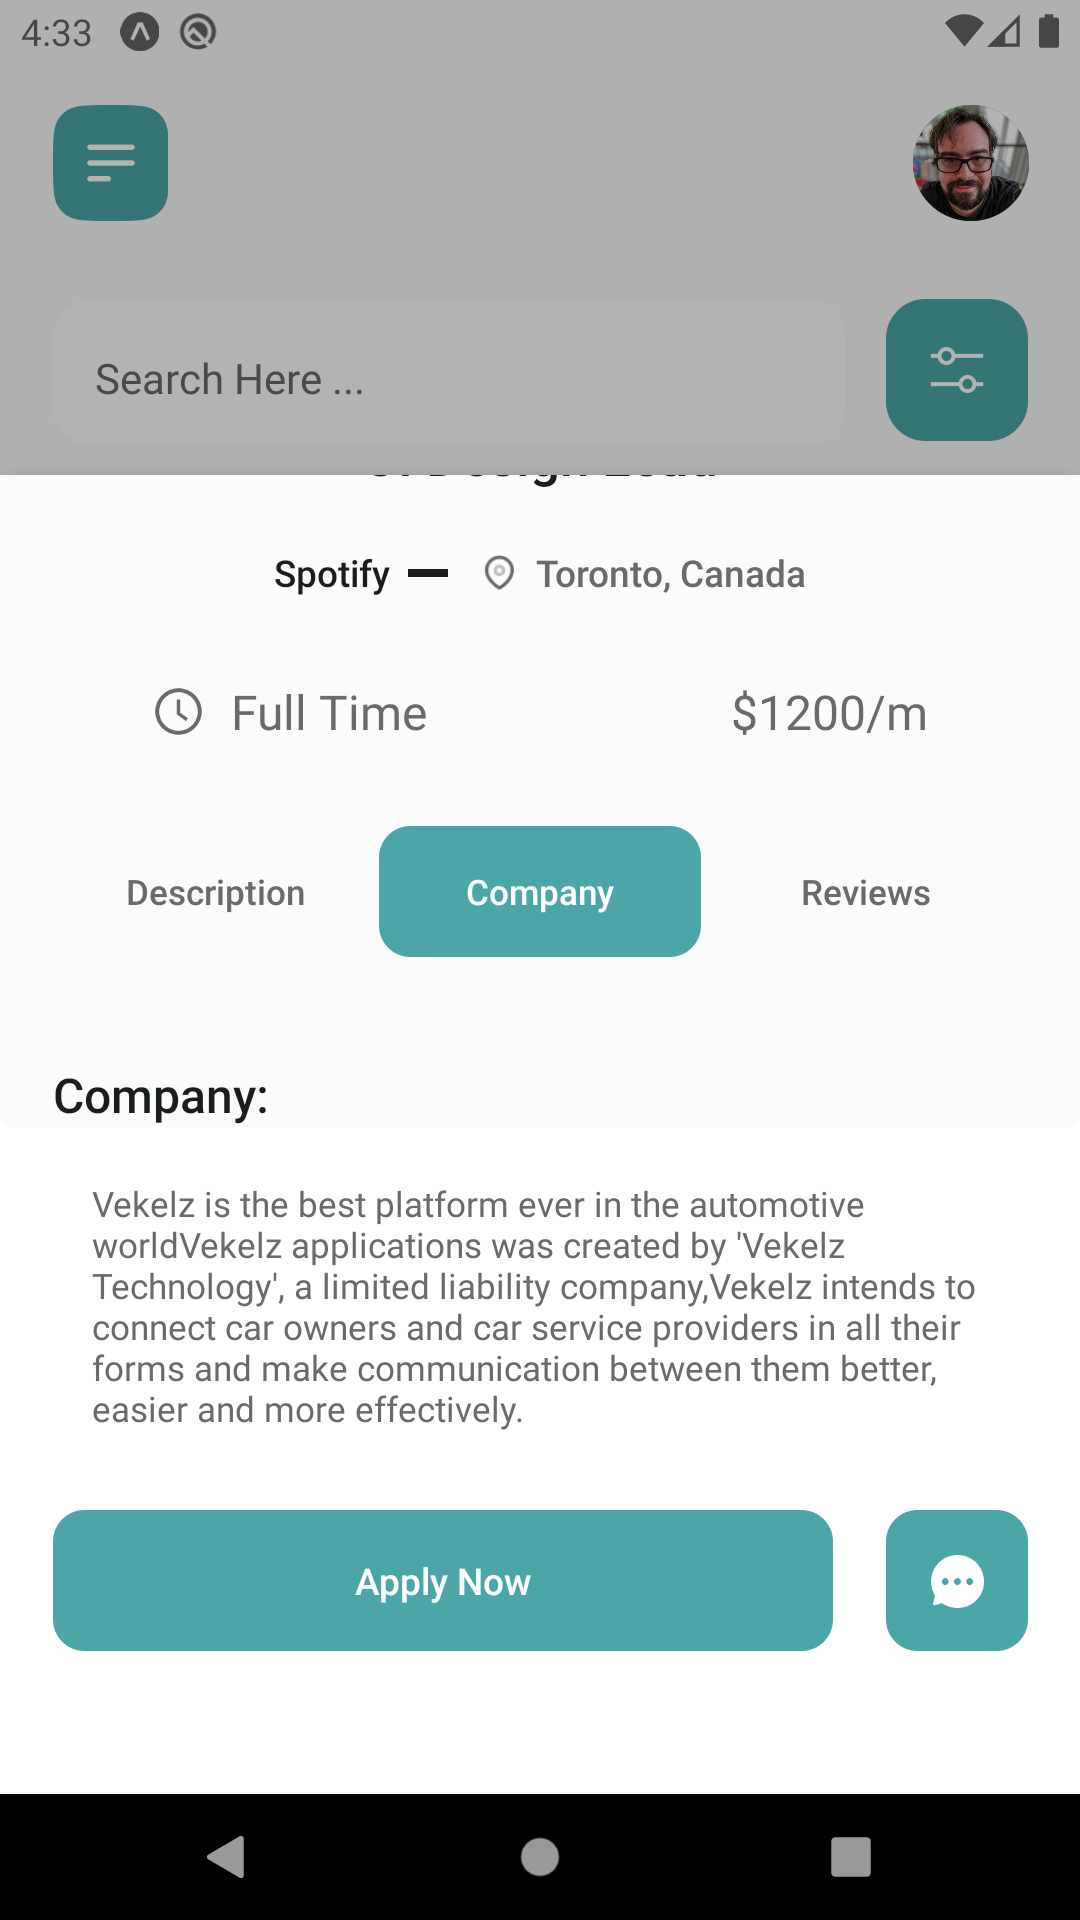 4:33
Search Here ...
UI Design Lead
Spotify
Toronto, Canada
Full Time
$1200/m
Description
Company
Reviews
Company:
Vekelz is the best platform ever in the automotive
worldVekelz applications was created by 'Vekelz
Technology', a limited liability company,Vekelz intends to
connect car owners and car service providers in all their
forms and make communication between them better,
easier and more effectively.
Apply Now